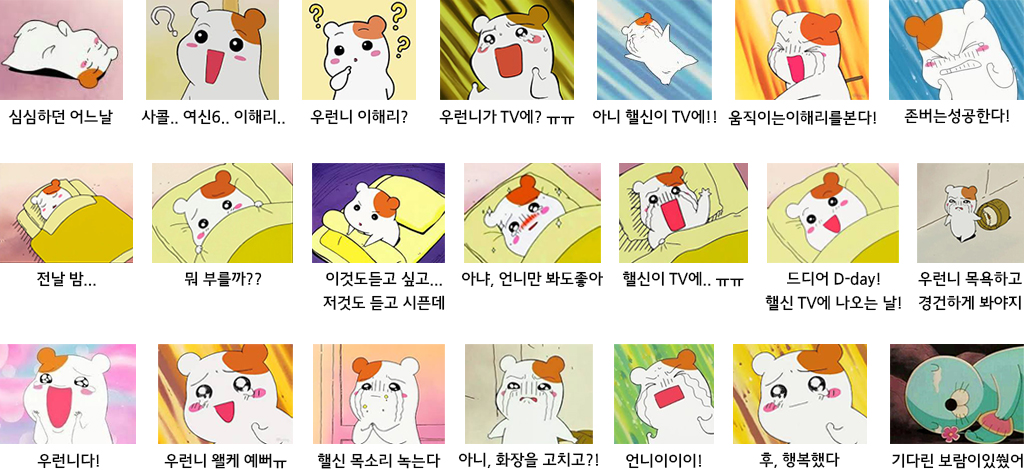 심심하던 어느날
사콜.. 여신6.. 이해리..
우런니 이해리?
우런니가 TV에? ㅠㅠ
아니 핼신이 TV에!!
움직이는이해리를본다!
존버는성공한다!
전날 밤...
뭐 부를까??
이것도듣고 싶고...
저것도 듣고 시픈데
아냐, 언니만 봐도좋아
핼신이 TV에.. ㅠㅠ
드디어 D-day!
핼신 TV에 나오는 날!
우런니 목욕하고
경건하게 봐야지
우런니다!
우런니 왤케 예뻐ㅠ
핼신 목소리 녹는다
아니, 화장을 고치고?!
언니이이이!
후, 행복했다
기다린 보람이있쒔어